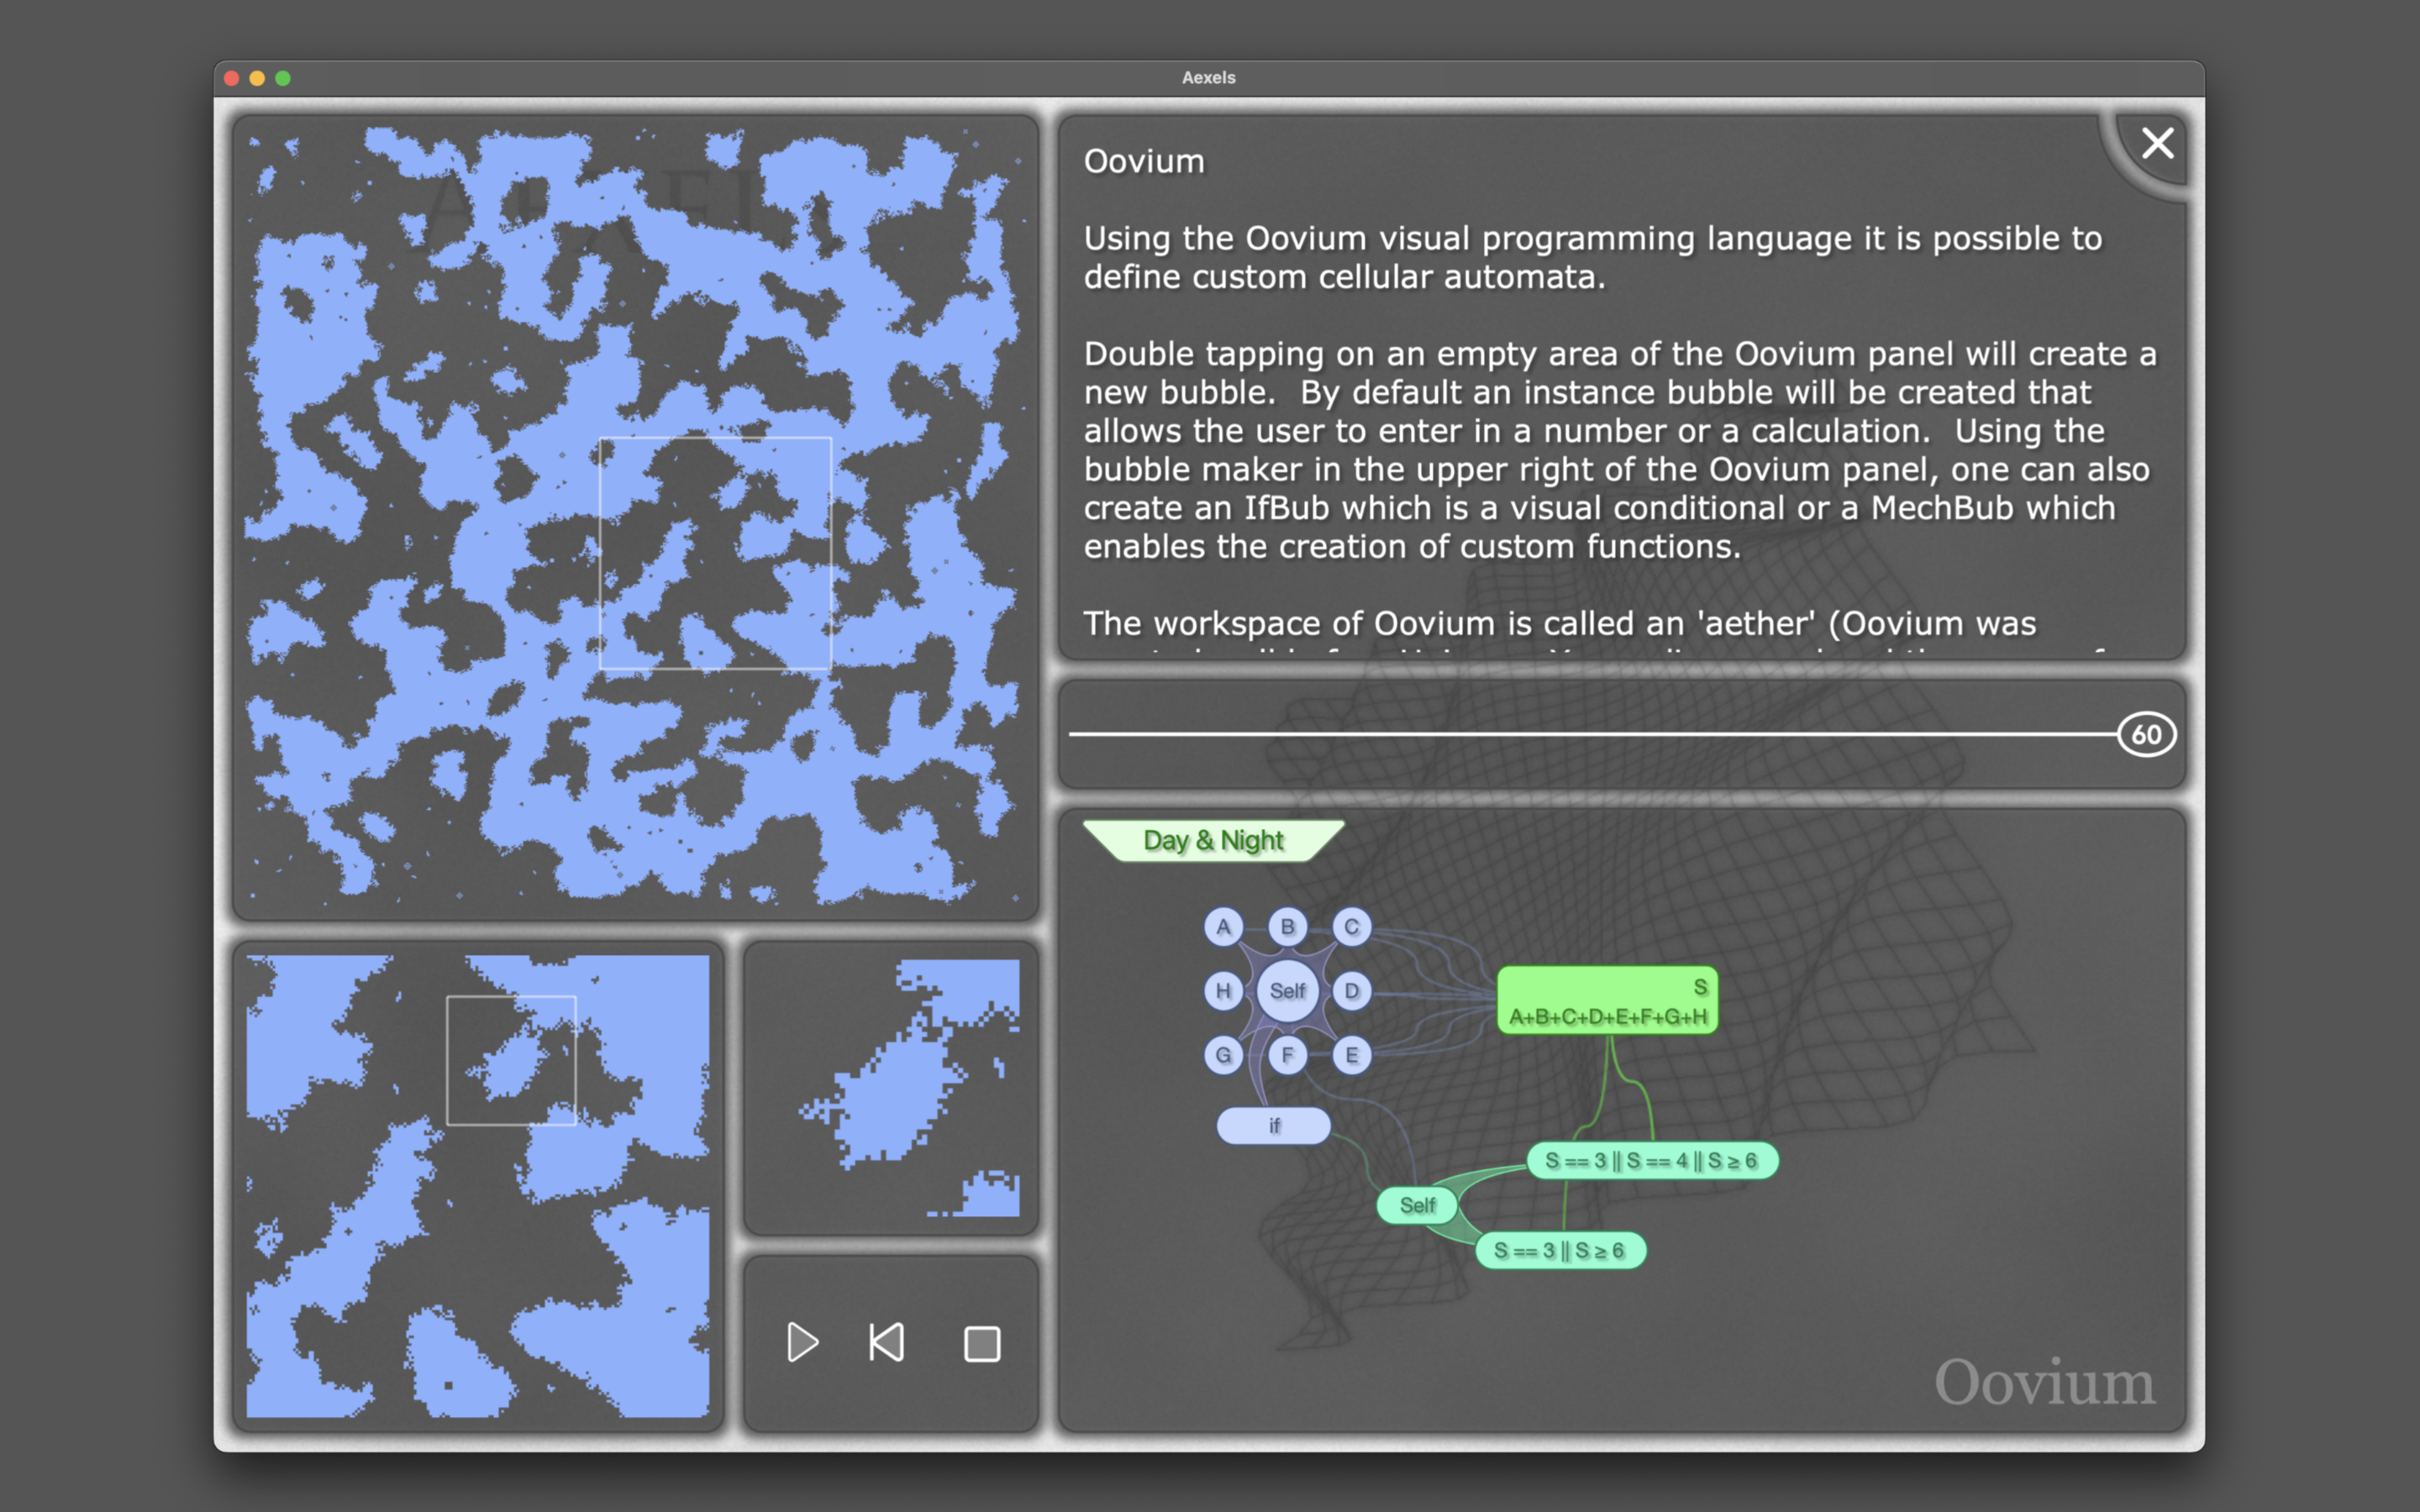 Aexels
Oovium
Using the Oovium visual programming language it is possible to
define custom cellular automata.
Double tapping on an empty area of the Oovium panel will create a
new bubble.  By default an instance bubble will be created that
allows the user to enter in a number or a calculation.  Using the
bubble maker in the upper right of the Oovium panel, one can also
create an IfBub which is a visual conditional or a MechBub which
enables the creation of custom functions.
The workspace of Oovium is called an 'aether' (Oovium was
60
Day & Night
A B C
H Self D
G F E
if
S
A+B+C+D+E+F+G+H
S == 3 || S == 4 || S ≥ 6
Self
S == 3 || S ≥ 6
Oovium